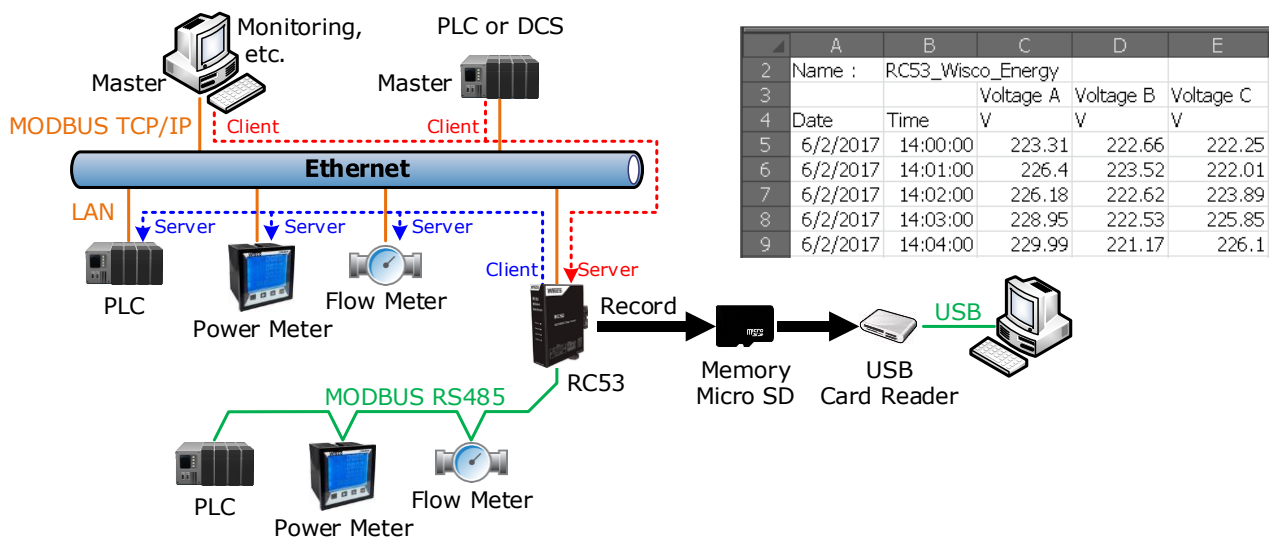 Monitoring,
etc.
Master
PLC or DCS
Master
MODBUS TCP/IP
Client
Client
Ethernet
LAN
Server
Server
Server
Client
Server
PLC
Power Meter
Flow Meter
RC53
Record
Memory
Micro SD
USB
Card Reader
USB
MODBUS RS485
PLC
Power Meter
Flow Meter
A B C D E
2 Name : RC53_Wisco_Energy
3 Voltage A Voltage B Voltage C
4 Date Time V V V
5 6/2/2017 14:00:00 223.31 222.66 222.25
6 6/2/2017 14:01:00 226.4 223.52 222.01
7 6/2/2017 14:02:00 226.18 222.62 223.89
8 6/2/2017 14:03:00 228.95 222.53 225.85
9 6/2/2017 14:04:00 229.99 221.17 226.1